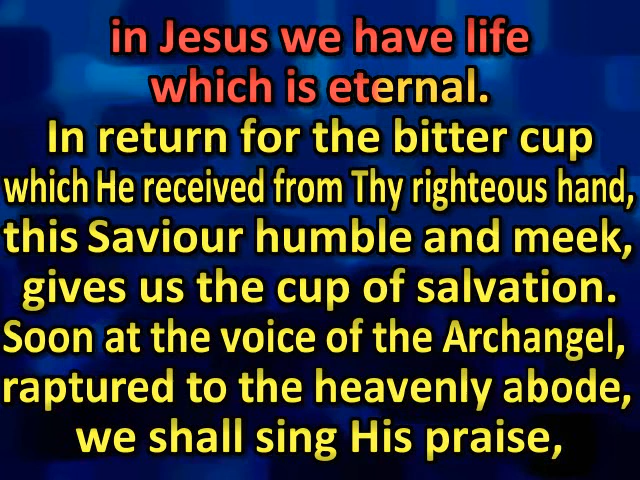 in Jesus we have life
which is eternal.
In return for the bitter cup
which He received from Thy righteous hand,
this Saviour humble and meek,
gives us the cup of salvation.
Soon at the voice of the Archangel,
raptured to the heavenly abode,
we shall sing His praise,